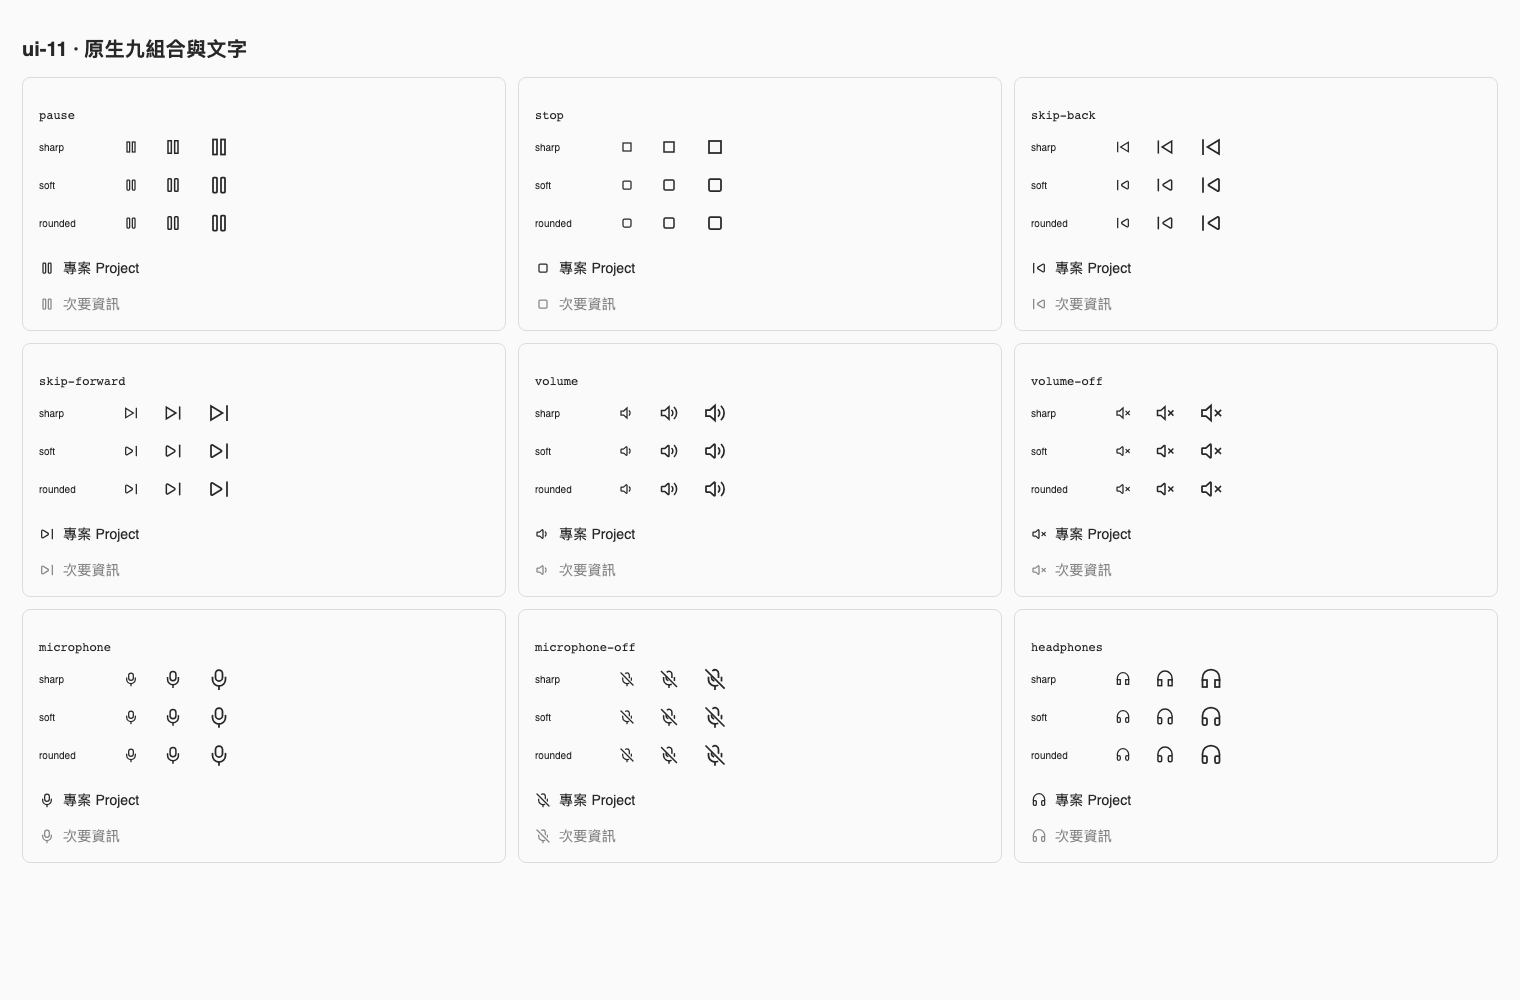 ui-11 · 原生九組合與文字
pause
sharp
soft
rounded
專案 Project
次要資訊
stop
sharp
soft
rounded
專案 Project
次要資訊
skip-back
sharp
soft
rounded
專案 Project
次要資訊
skip-forward
sharp
soft
rounded
專案 Project
次要資訊
volume
sharp
soft
rounded
專案 Project
次要資訊
volume-off
sharp
soft
rounded
專案 Project
次要資訊
microphone
sharp
soft
rounded
專案 Project
次要資訊
microphone-off
sharp
soft
rounded
專案 Project
次要資訊
headphones
sharp
soft
rounded
專案 Project
次要資訊